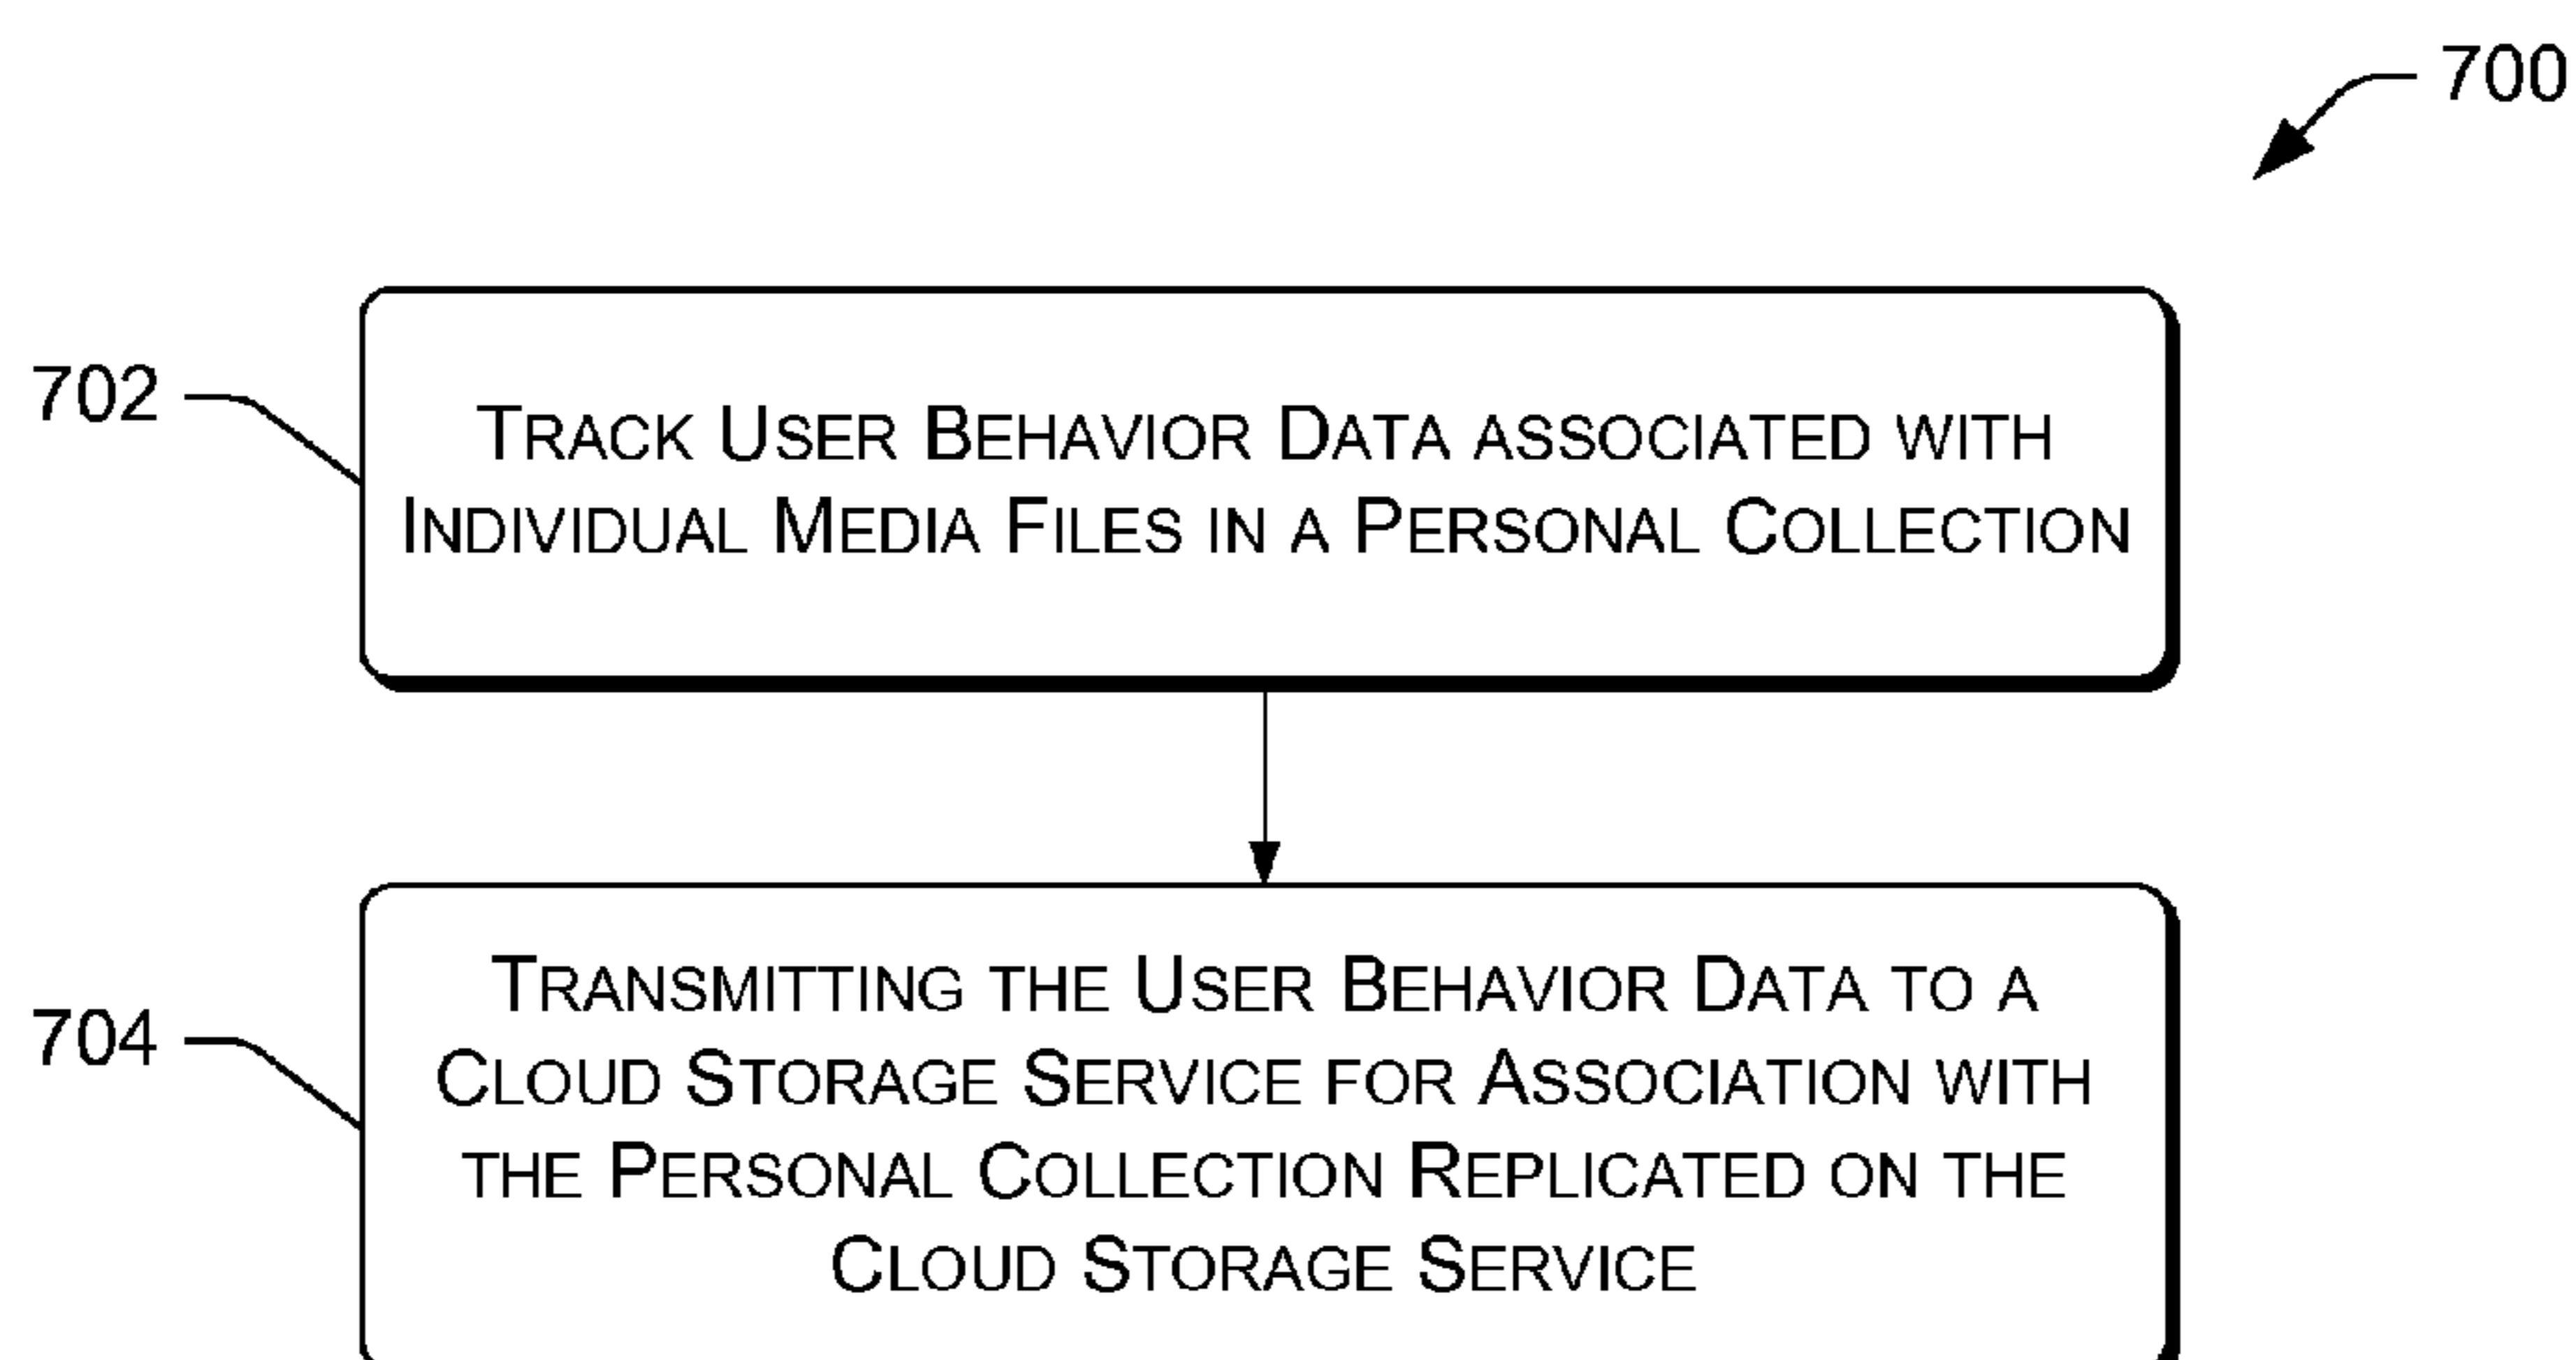 700
702
TRACK USER BEHAVIOR DATA ASSOCIATED WITH
INDIVIDUAL MEDIA FILES IN A PERSONAL COLLECTION
704
TRANSMITTING THE USER BEHAVIOR DATA TO A
CLOUD STORAGE SERVICE FOR ASSOCIATION WITH
THE PERSONAL COLLECTION REPLICATED ON THE
CLOUD STORAGE SERVICE